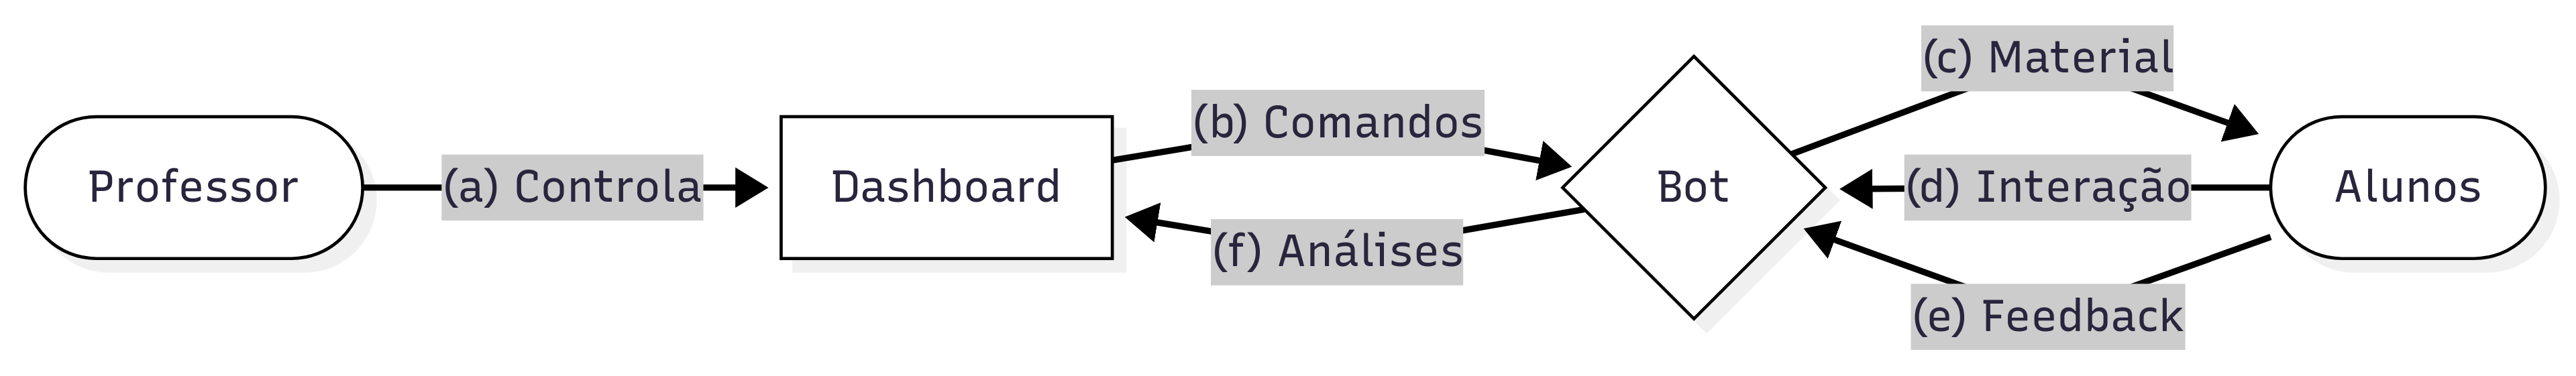 Professor
(a) Controla
Dashboard
(b) Comandos
(f) Análises
Bot
(c) Material
(d) Interação
(e) Feedback
Alunos